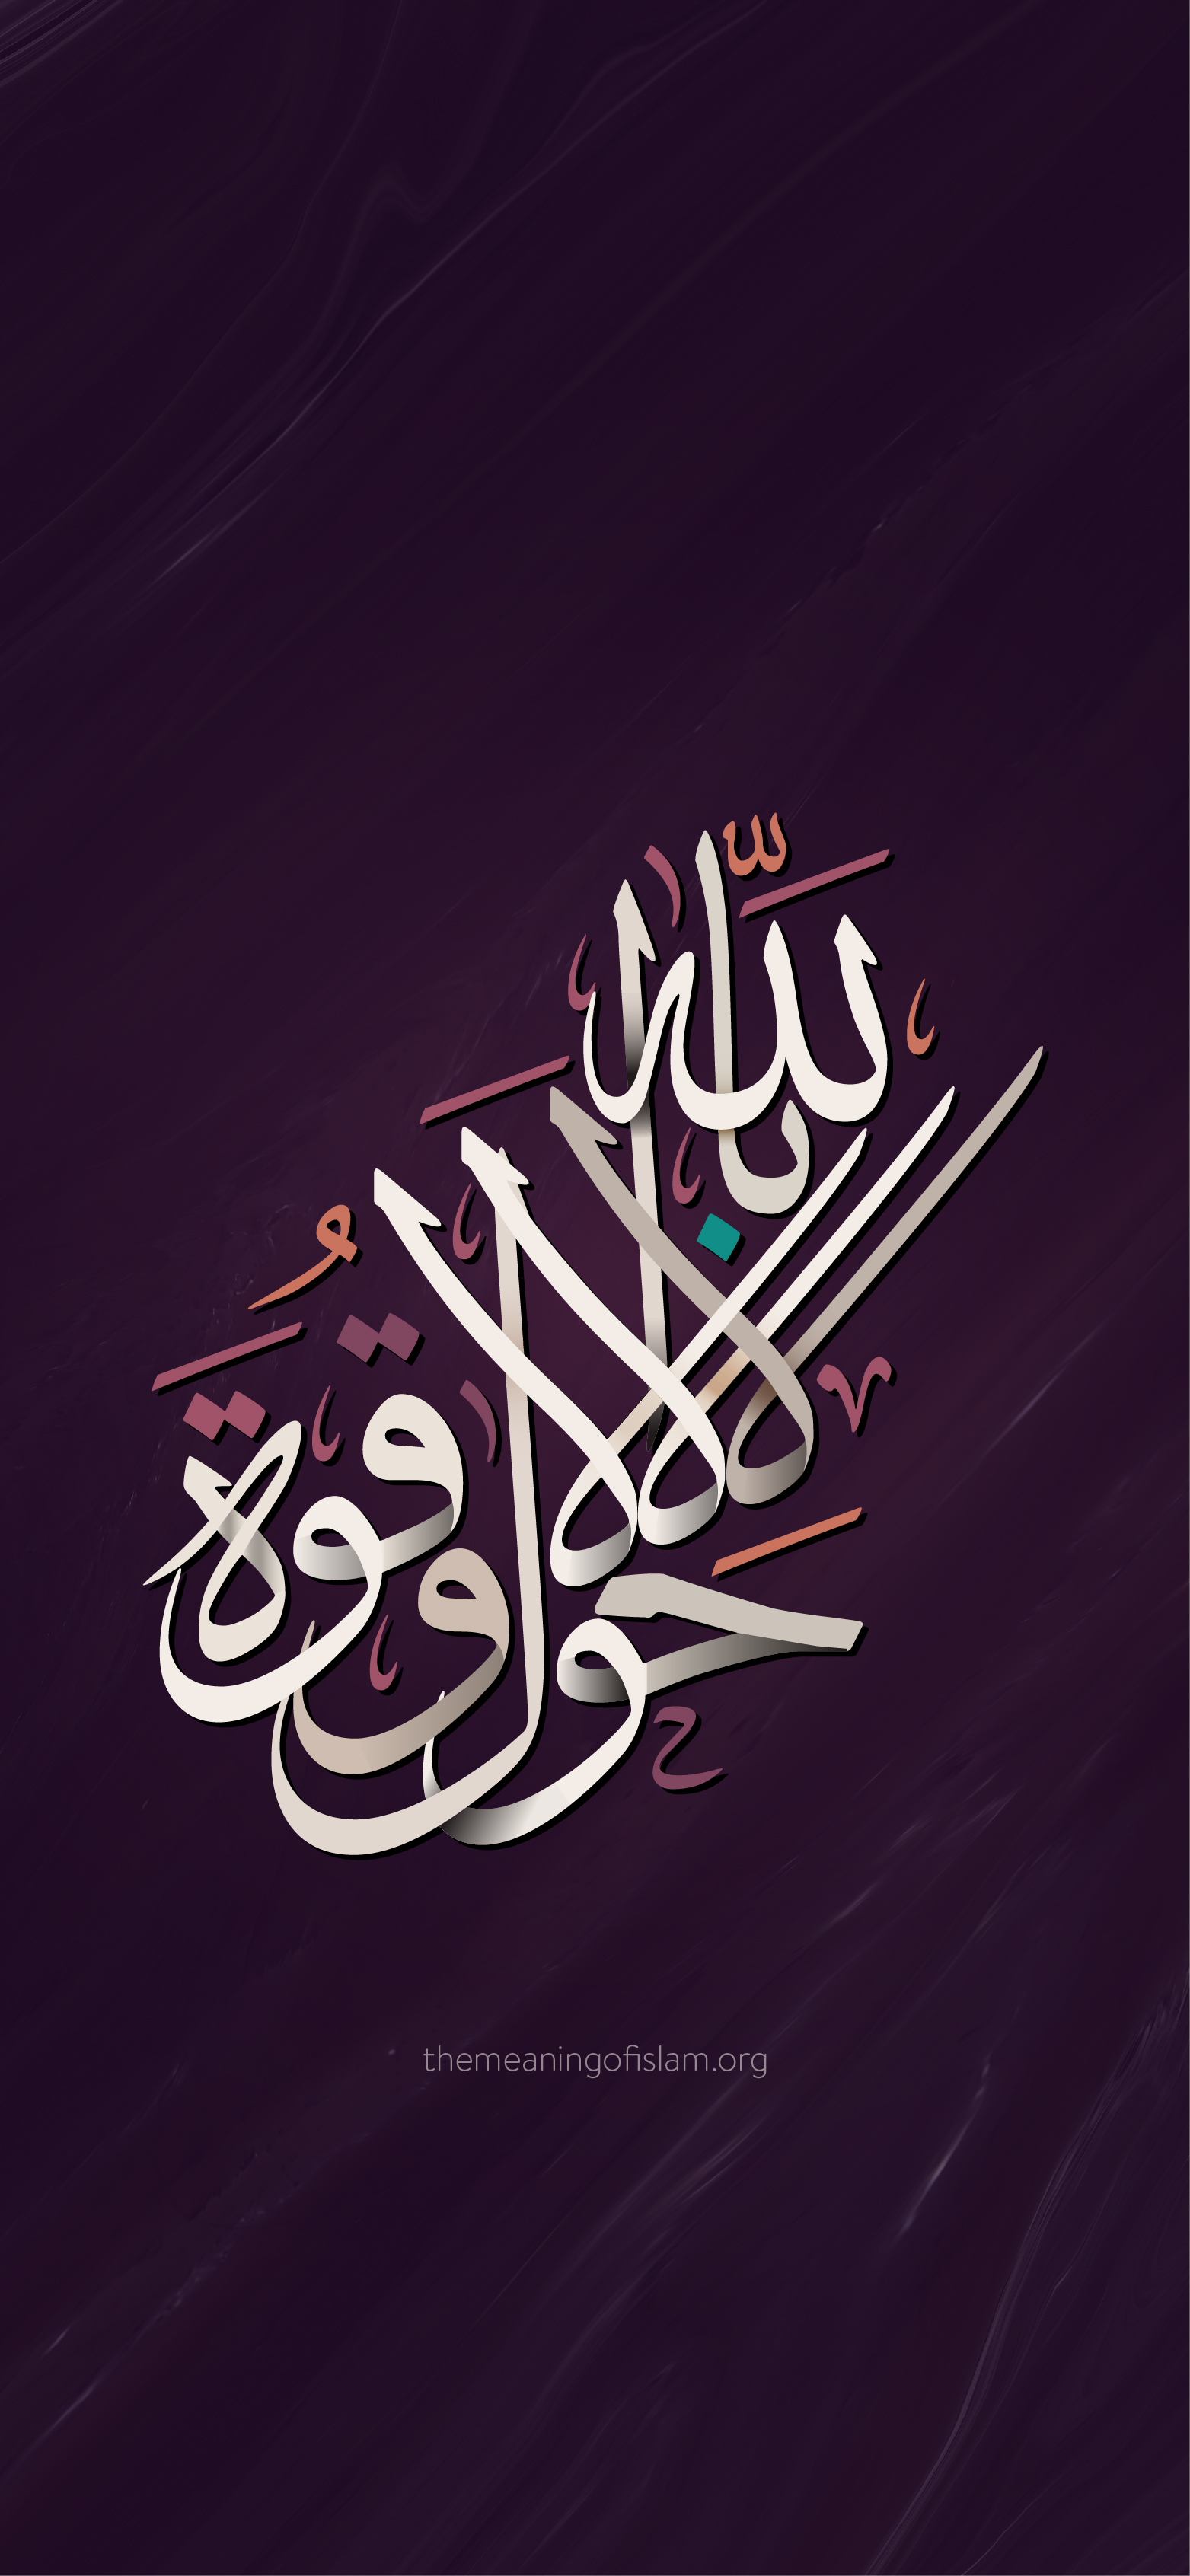 لا حول ولا قوة إلا بالله
themeaningofislam.org